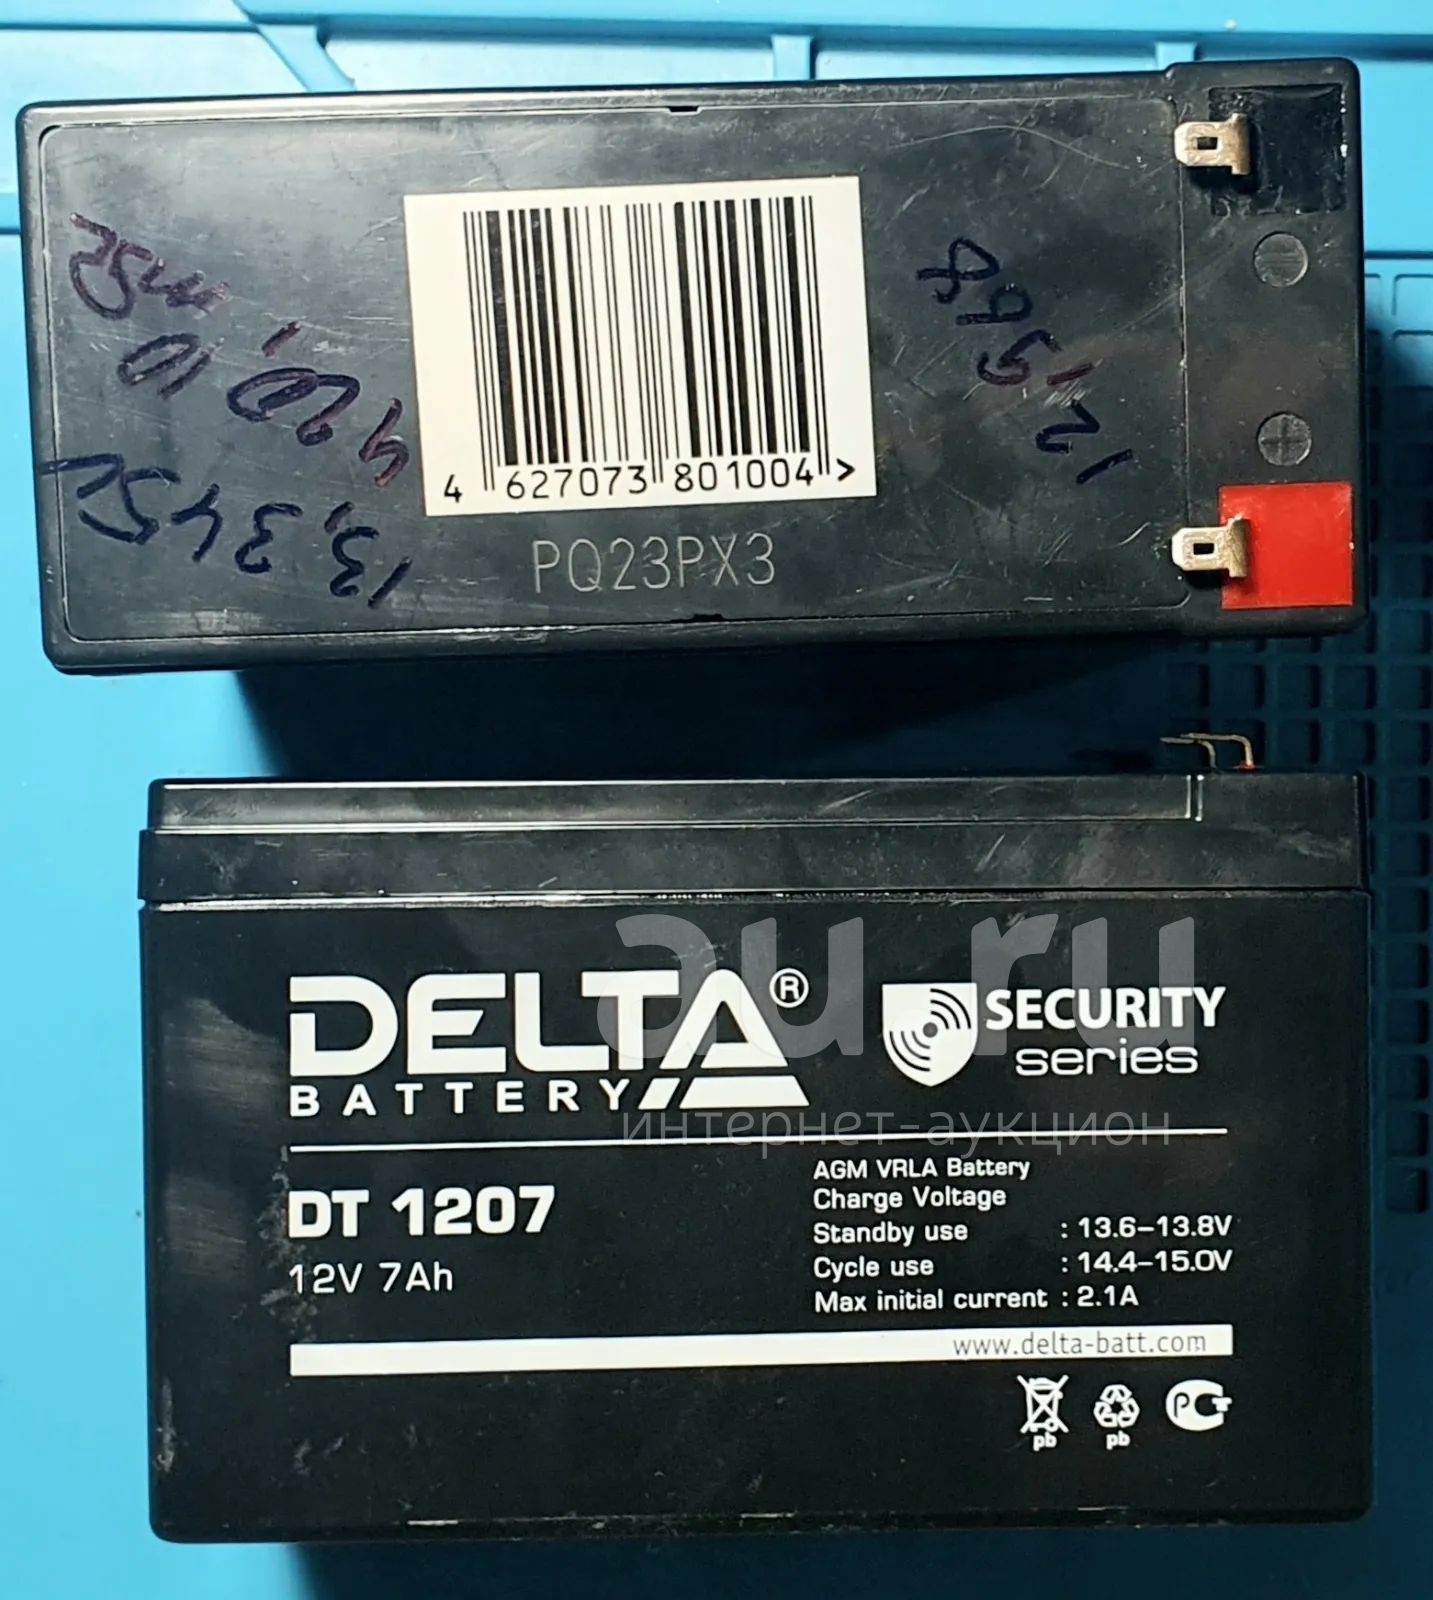 4 627073 801004 >
PQ23PX3
DELTA®
BATTERY
SECURITY
series
au.ru
интернет-аукцион
DT 1207
12V 7Ah
AGM VRLA Battery
Charge Voltage
Standby use : 13.6–13.8V
Cycle use : 14.4–15.0V
Max initial current : 2.1A
www.delta-batt.com
pb
pb